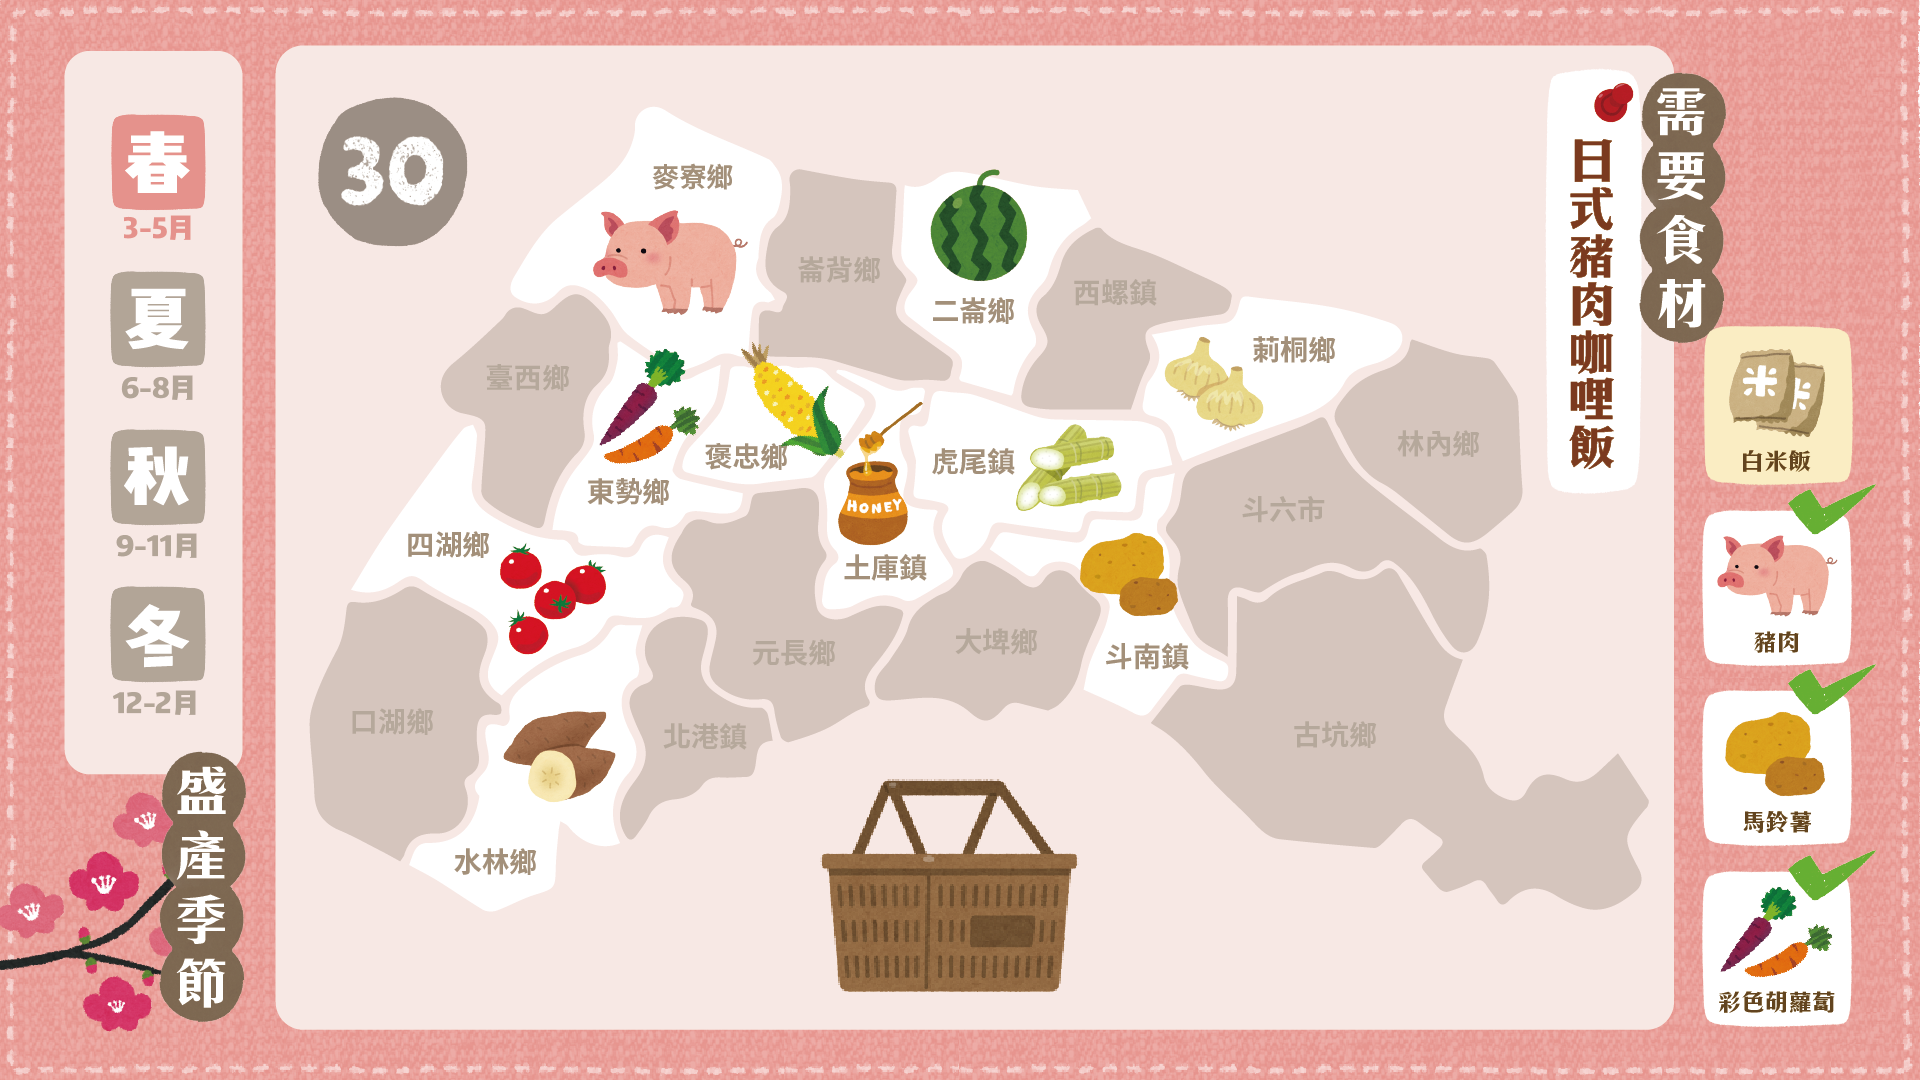 春
3-5月
夏
6-8月
秋
9-11月
冬
12-2月
盛產季節
30
麥寮鄉
崙背鄉
二崙鄉
西螺鎮
莿桐鄉
臺西鄉
林內鄉
褒忠鄉
虎尾鎮
東勢鄉
HONEY
斗六市
四湖鄉
土庫鎮
元長鄉
大埤鄉
斗南鎮
口湖鄉
北港鎮
古坑鄉
水林鄉
需要食材
日式豬肉咖哩飯
米
米
白米飯
豬肉
馬鈴薯
彩色胡蘿蔔